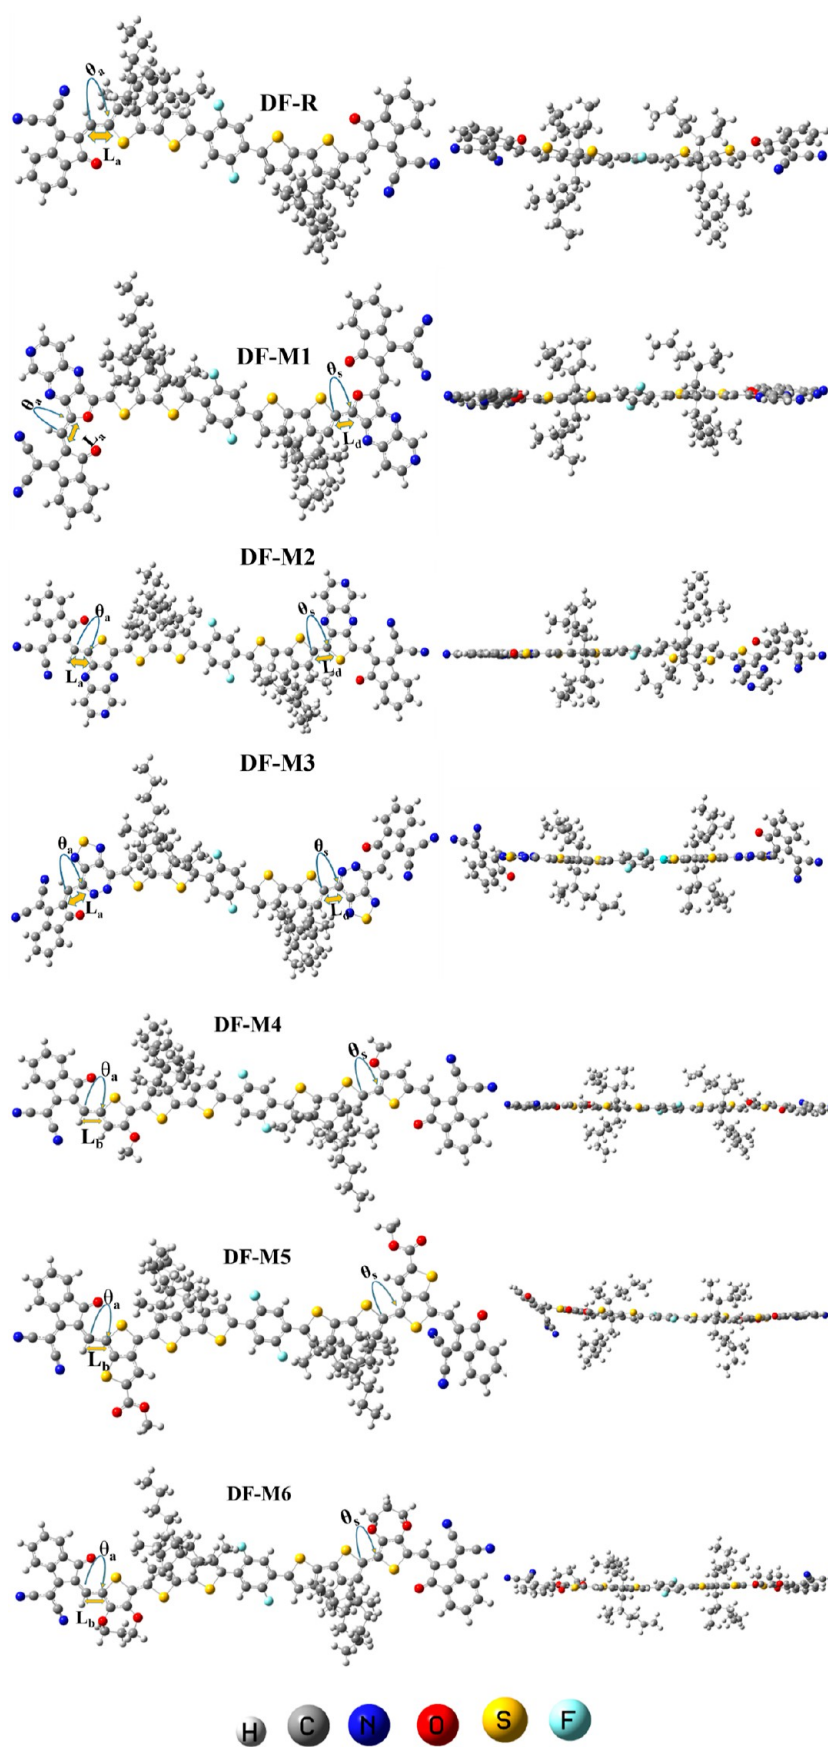 DF-R
θa
La
DF-M1
θs
θa
La
Ld
DF-M2
θa
θs
La
Ld
DF-M3
θa
θs
La
Ld
DF-M4
θa
θs
Lb
DF-M5
θa
θs
Lb
DF-M6
θa
θs
Lb
H C N O S F